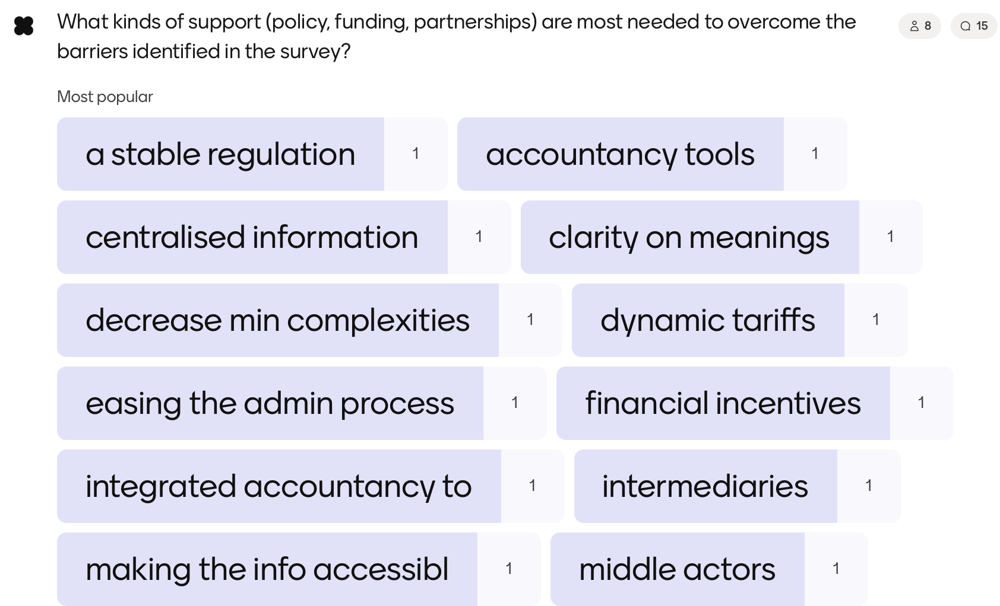 What kinds of support (policy, funding, partnerships) are most needed to overcome the
barriers identified in the survey?
8 15
Most popular
a stable regulation 1 accountancy tools 1
centralised information 1 clarity on meanings 1
decrease min complexities 1 dynamic tariffs 1
easing the admin process 1 financial incentives 1
integrated accountancy to 1 intermediaries 1
making the info accessibl 1 middle actors 1